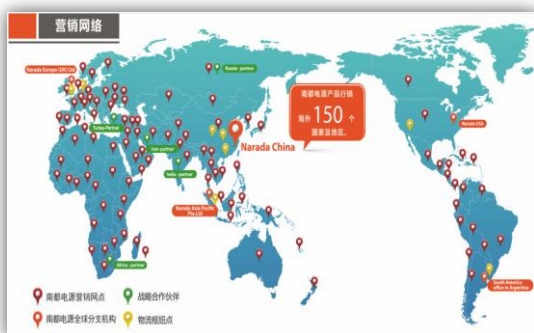 营销网络
Narada Europe (UK) Ltd
Russia - partner
南都电源产品行销
海外 150 个
国家及地区。
Narada USA
Turkey-Partner
Iran-partner
Narada China
India - partner
Narada Asia Pacific
Pte.Ltd
Africa - partner
South America
office in Argentina
南都电源营销网点
战略合作伙伴
南都电源全球分支机构
物流枢纽点